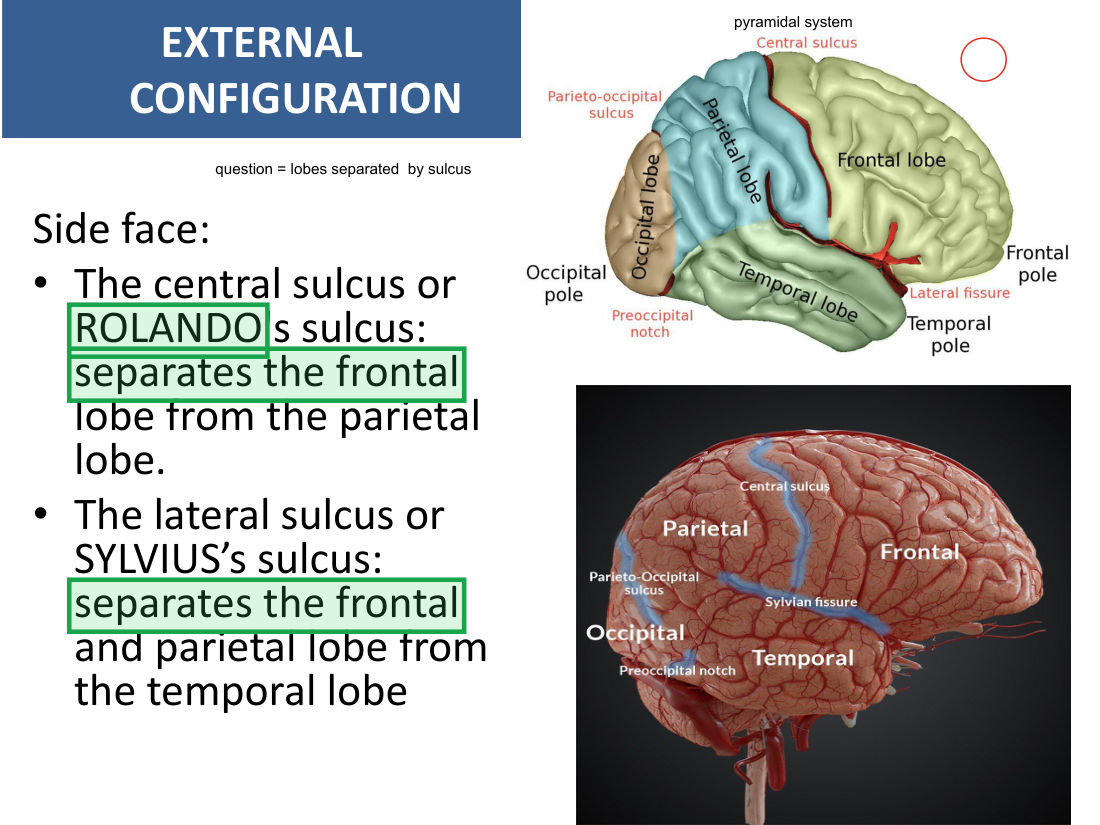 EXTERNAL
CONFIGURATION
question = lobes separated by sulcus
Side face:
• The central sulcus or
ROLANDO's sulcus:
separates the frontal
lobe from the parietal
lobe.
• The lateral sulcus or
SYLVIUS’s sulcus:
separates the frontal
and parietal lobe from
the temporal lobe
pyramidal system
Central sulcus
Parieto-occipital
sulcus
Parietal lobe
Frontal lobe
Occipital lobe
Temporal lobe
Occipital
pole
Frontal
pole
Lateral fissure
Preoccipital
notch
Temporal
pole
Central sulcus
Parietal
Frontal
Parieto-Occipital
sulcus
Sylvian fissure
Occipital
Temporal
Preoccipital notch